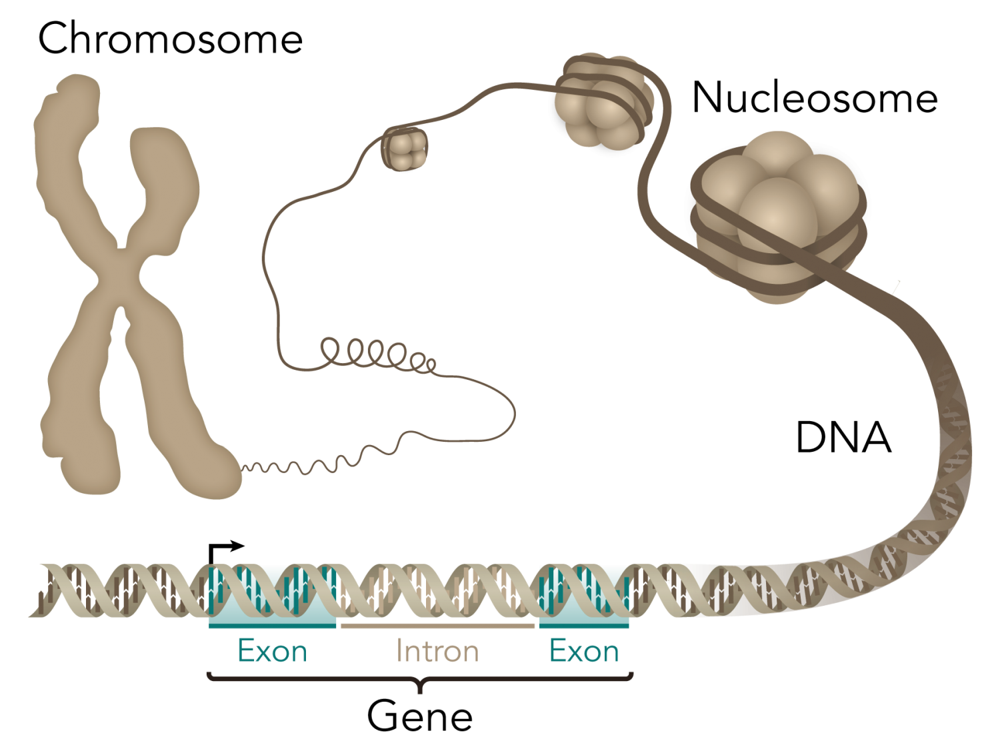 Chromosome
Nucleosome
DNA
Exon
Intron
Exon
Gene